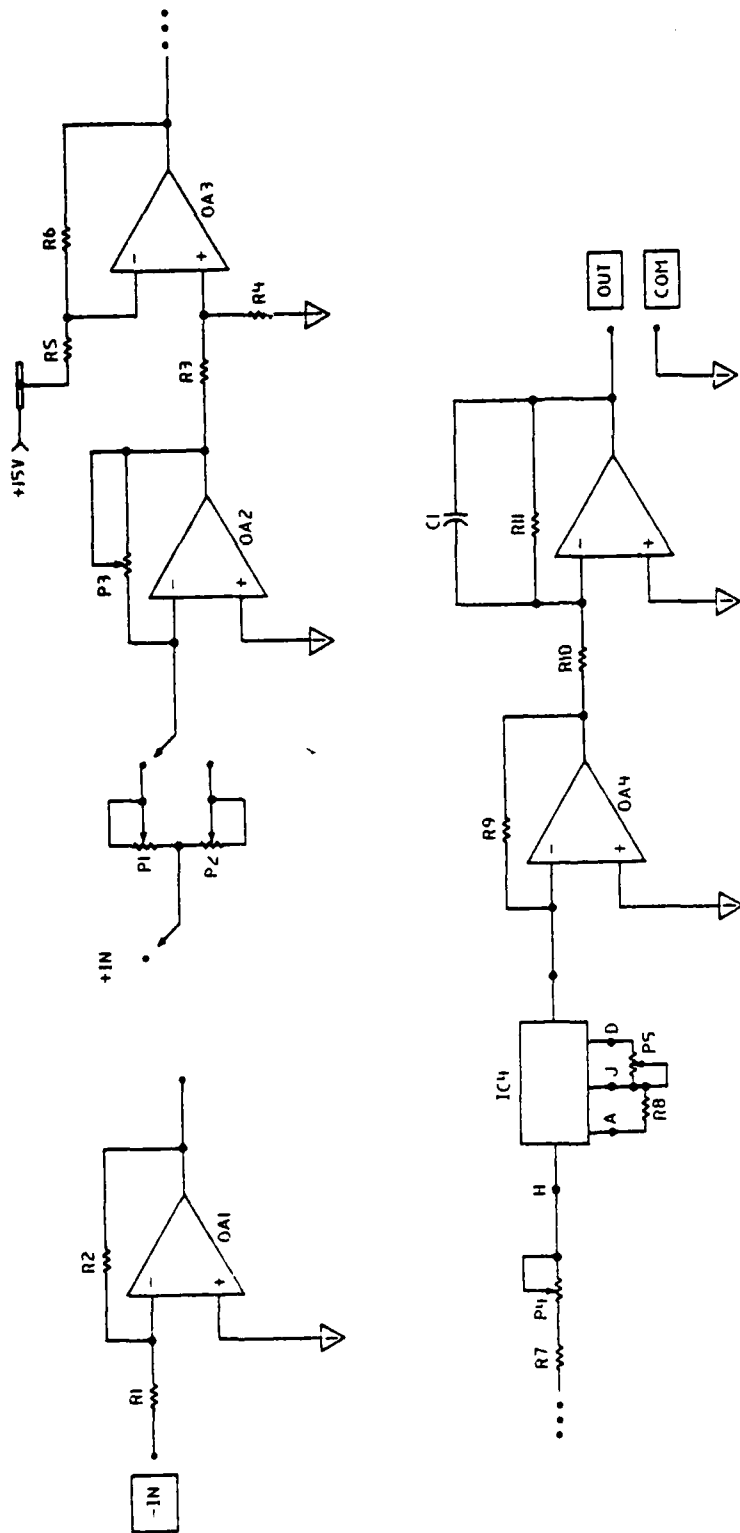 -IN
R1
R2
-
+
OA1
+IN
P1
P2
P3
-
+
OA2
+15V
R5
R6
R3
R4
-
+
OA3
...
...
R7
P4
H
IC4
A
J
D
R8
P5
R9
-
+
OA4
R10
C1
R11
-
+
OUT
COM